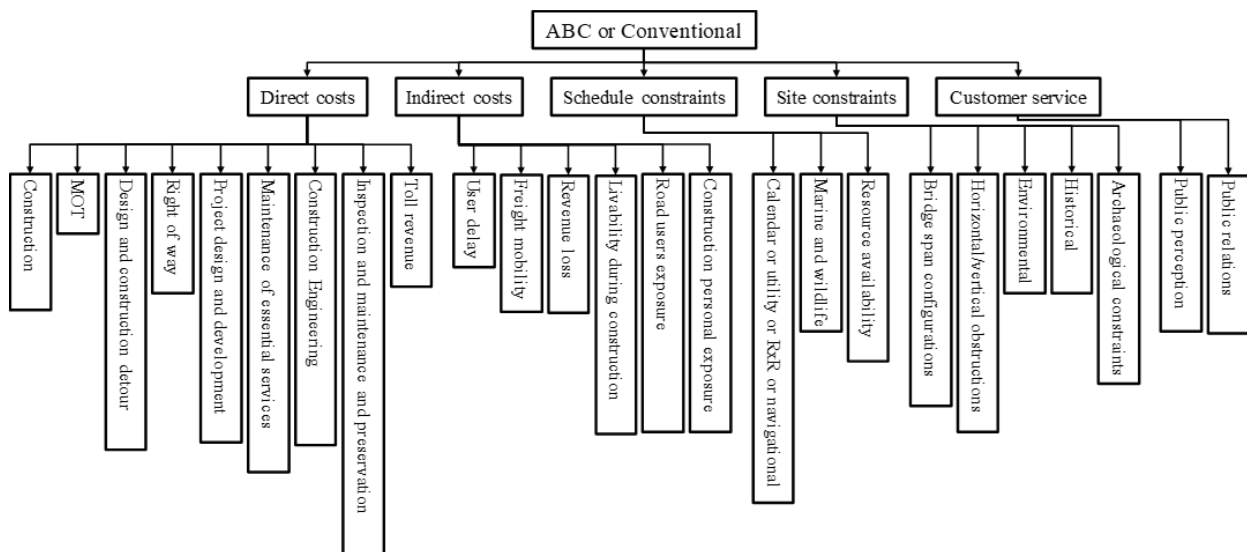 ABC or Conventional
Direct costs
Indirect costs
Schedule constraints
Site constraints
Customer service
Construction
MOT
Design and construction detour
Right of way
Project design and development
Maintenance of essential services
Construction Engineering
Inspection and maintenance and preservation
Toll revenue
User delay
Freight mobility
Revenue loss
Livability during construction
Road users exposure
Construction personal exposure
Calendar or utility or RxR or navigational
Marine and wildlife
Resource availability
Bridge span configurations
Horizontal/vertical obstructions
Environmental
Historical
Archaeological constraints
Public perception
Public relations